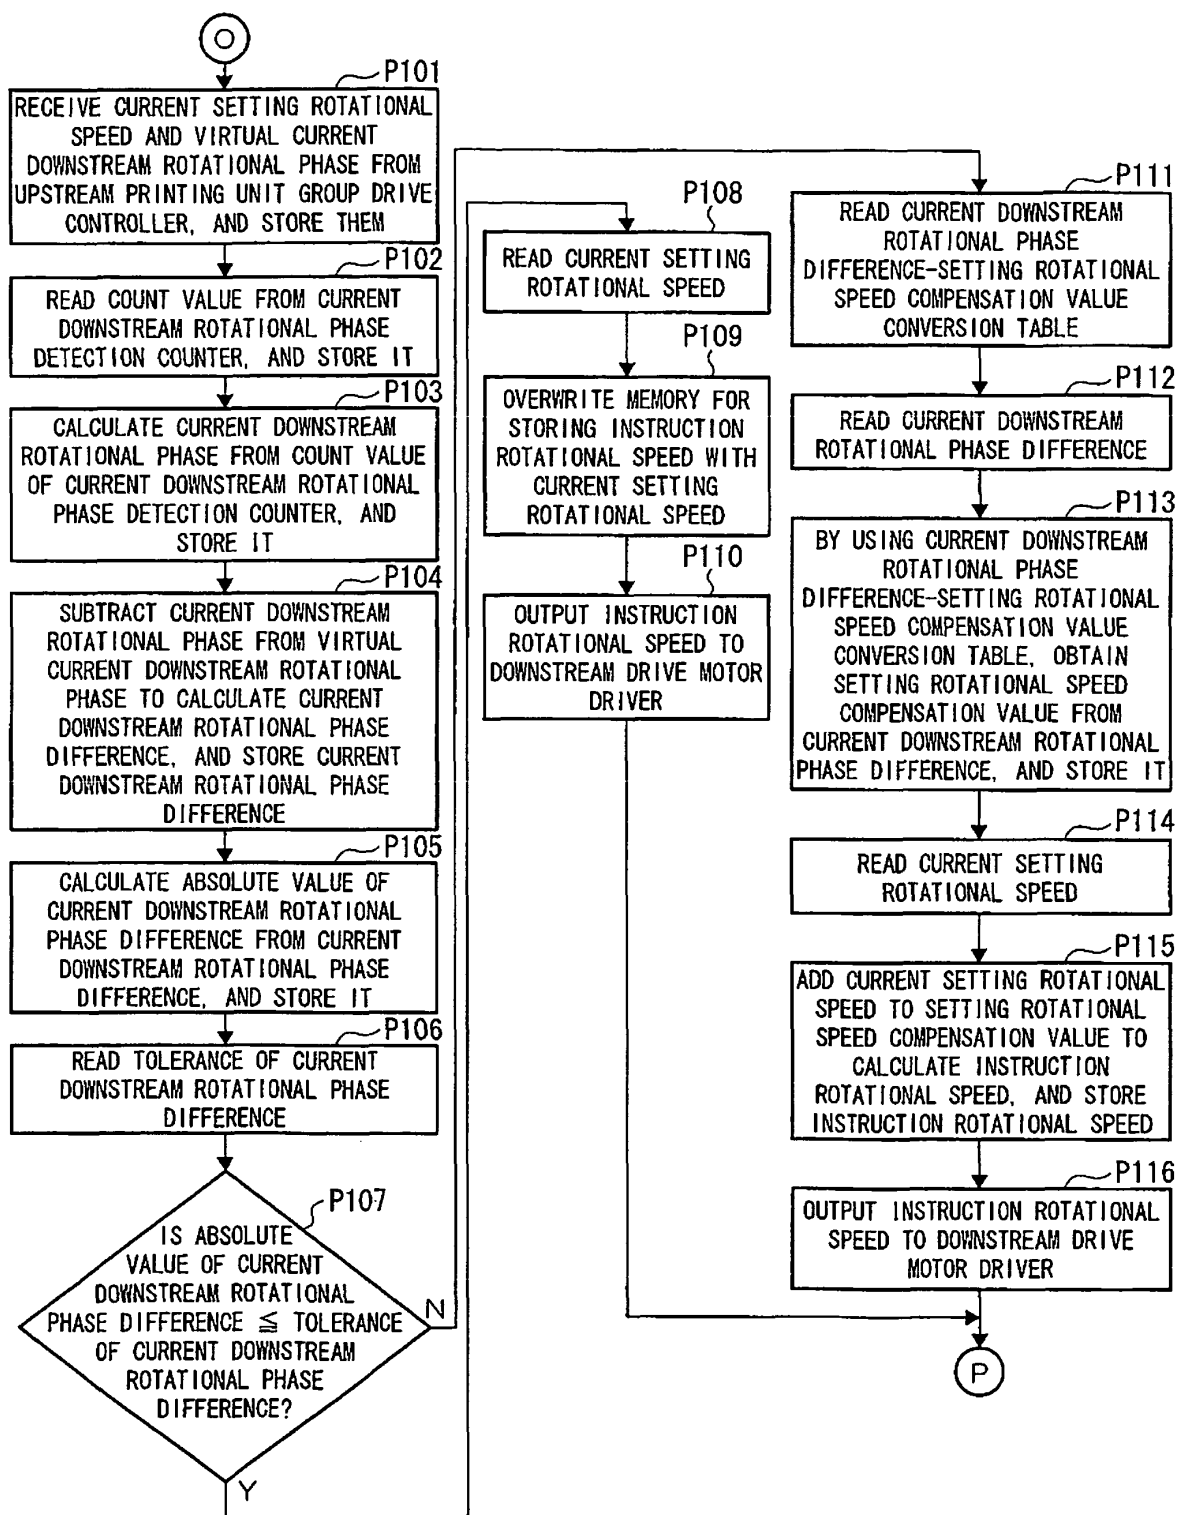 O
P101
RECEIVE CURRENT SETTING ROTATIONAL
SPEED AND VIRTUAL CURRENT
DOWNSTREAM ROTATIONAL PHASE FROM
UPSTREAM PRINTING UNIT GROUP DRIVE
CONTROLLER, AND STORE THEM
P102
READ COUNT VALUE FROM CURRENT
DOWNSTREAM ROTATIONAL PHASE
DETECTION COUNTER, AND STORE IT
P103
CALCULATE CURRENT DOWNSTREAM
ROTATIONAL PHASE FROM COUNT VALUE
OF CURRENT DOWNSTREAM ROTATIONAL
PHASE DETECTION COUNTER, AND
STORE IT
P104
SUBTRACT CURRENT DOWNSTREAM
ROTATIONAL PHASE FROM VIRTUAL
CURRENT DOWNSTREAM ROTATIONAL
PHASE TO CALCULATE CURRENT
DOWNSTREAM ROTATIONAL PHASE
DIFFERENCE, AND STORE CURRENT
DOWNSTREAM ROTATIONAL PHASE
DIFFERENCE
P105
CALCULATE ABSOLUTE VALUE OF
CURRENT DOWNSTREAM ROTATIONAL
PHASE DIFFERENCE FROM CURRENT
DOWNSTREAM ROTATIONAL PHASE
DIFFERENCE, AND STORE IT
P106
READ TOLERANCE OF CURRENT
DOWNSTREAM ROTATIONAL PHASE
DIFFERENCE
P107
IS ABSOLUTE
VALUE OF CURRENT
DOWNSTREAM ROTATIONAL
PHASE DIFFERENCE ≦ TOLERANCE
OF CURRENT DOWNSTREAM
ROTATIONAL PHASE
DIFFERENCE?
N
Y
P108
READ CURRENT SETTING
ROTATIONAL SPEED
P109
OVERWRITE MEMORY FOR
STORING INSTRUCTION
ROTATIONAL SPEED WITH
CURRENT SETTING
ROTATIONAL SPEED
P110
OUTPUT INSTRUCTION
ROTATIONAL SPEED TO
DOWNSTREAM DRIVE MOTOR
DRIVER
P111
READ CURRENT DOWNSTREAM
ROTATIONAL PHASE
DIFFERENCE-SETTING ROTATIONAL
SPEED COMPENSATION VALUE
CONVERSION TABLE
P112
READ CURRENT DOWNSTREAM
ROTATIONAL PHASE DIFFERENCE
P113
BY USING CURRENT DOWNSTREAM
ROTATIONAL PHASE
DIFFERENCE-SETTING ROTATIONAL
SPEED COMPENSATION VALUE
CONVERSION TABLE, OBTAIN
SETTING ROTATIONAL SPEED
COMPENSATION VALUE FROM
CURRENT DOWNSTREAM ROTATIONAL
PHASE DIFFERENCE, AND STORE IT
P114
READ CURRENT SETTING
ROTATIONAL SPEED
P115
ADD CURRENT SETTING ROTATIONAL
SPEED TO SETTING ROTATIONAL
SPEED COMPENSATION VALUE TO
CALCULATE INSTRUCTION
ROTATIONAL SPEED, AND STORE
INSTRUCTION ROTATIONAL SPEED
P116
OUTPUT INSTRUCTION ROTATIONAL
SPEED TO DOWNSTREAM DRIVE
MOTOR DRIVER
P